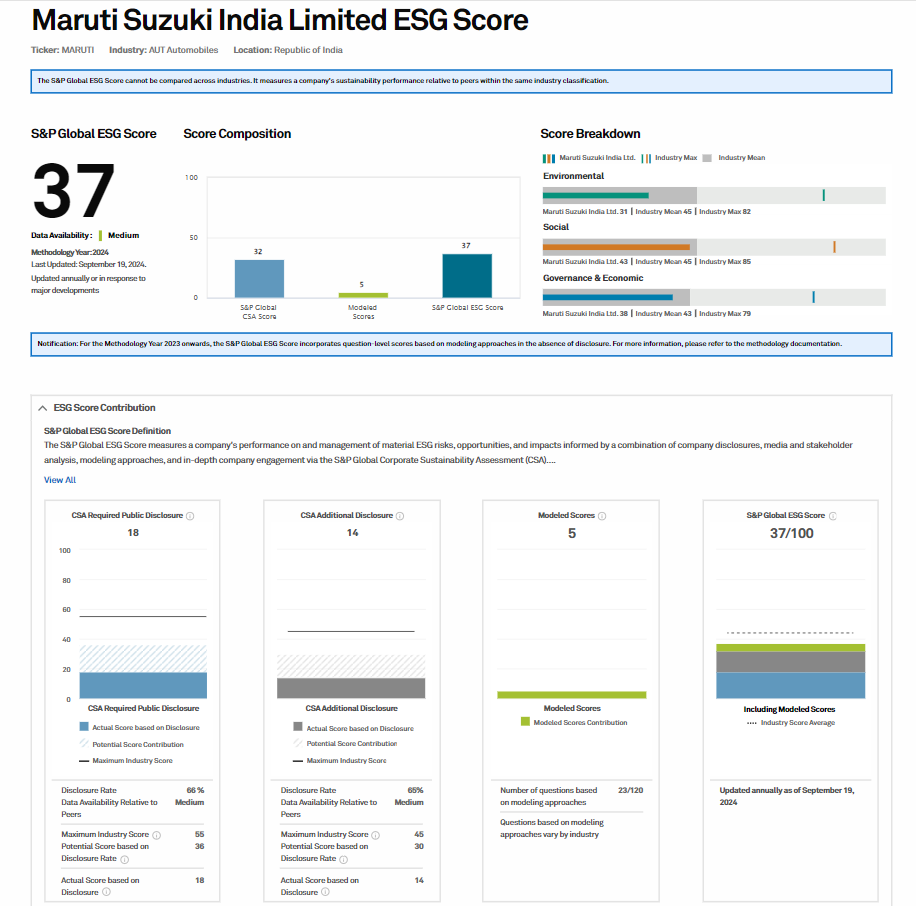 Maruti Suzuki India Limited ESG Score
Ticker: MARUTI Industry: AUT Automobiles Location: Republic of India
The S&P Global ESG Score cannot be compared across industries. It measures a company's sustainability performance relative to peers within the same industry classification.
S&P Global ESG Score
37
Data Availability: Medium
Methodology Year:2024
Last Updated: September 19, 2024.
Updated annually or in response to
major developments
Score Composition
100
50
0
32
5
37
S&P Global
CSA Score
Modeled
Scores
S&P Global ESG Score
Score Breakdown
Maruti Suzuki India Ltd. Industry Max Industry Mean
Environmental
Maruti Suzuki India Ltd. 31 | Industry Mean 45 | Industry Max 82
Social
Maruti Suzuki India Ltd. 43 | Industry Mean 45 | Industry Max 85
Governance & Economic
Maruti Suzuki India Ltd. 38 | Industry Mean 43 | Industry Max 79
Notification: For the Methodology Year 2023 onwards, the S&P Global ESG Score incorporates question-level scores based on modeling approaches in the absence of disclosure. For more information, please refer to the methodology documentation.
ESG Score Contribution
S&P Global ESG Score Definition
The S&P Global ESG Score measures a company's performance on and management of material ESG risks, opportunities, and impacts informed by a combination of company disclosures, media and stakeholder
analysis, modeling approaches, and in-depth company engagement via the S&P Global Corporate Sustainability Assessment (CSA)....
View All
CSA Required Public Disclosure
18
100
80
60
40
20
0
CSA Required Public Disclosure
Actual Score based on Disclosure
Potential Score Contribution
Maximum Industry Score
Disclosure Rate 66 %
Data Availability Relative to Medium
Peers
Maximum Industry Score 55
Potential Score based on 36
Disclosure Rate
Actual Score based on 18
Disclosure
CSA Additional Disclosure
14
CSA Additional Disclosure
Actual Score based on Disclosure
Potential Score Contribution
Maximum Industry Score
Disclosure Rate 65%
Data Availability Relative to Medium
Peers
Maximum Industry Score 45
Potential Score based on 30
Disclosure Rate
Actual Score based on 14
Disclosure
Modeled Scores
5
Modeled Scores
Modeled Scores Contribution
Number of questions based 23/120
on modeling approaches
Questions based on modeling
approaches vary by industry
S&P Global ESG Score
37/100
Including Modeled Scores
Industry Score Average
Updated annually as of September 19,
2024